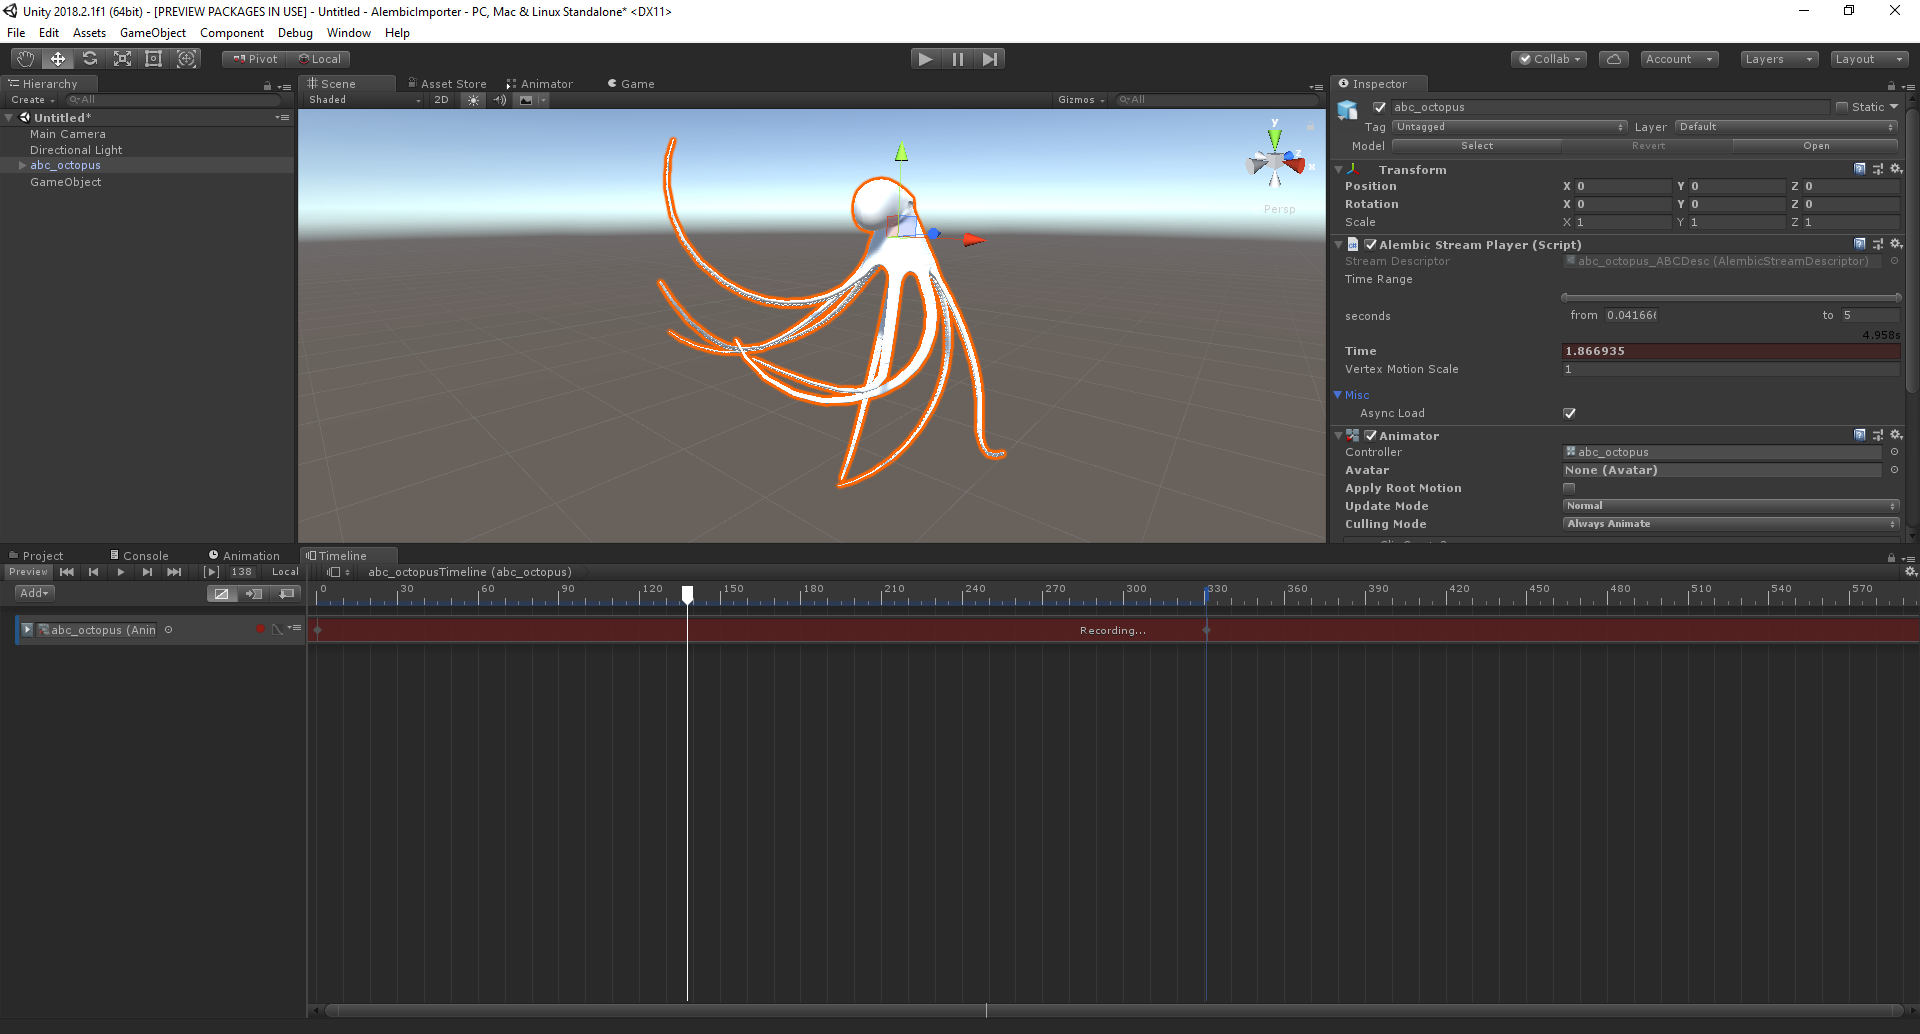 Unity 2018.2.1f1 (64bit) - [PREVIEW PACKAGES IN USE] - Untitled - AlembicImporter - PC, Mac & Linux Standalone* <DX11>
File Edit Assets GameObject Component Debug Window Help
Pivot Local Collab Account Layers Layout
Hierarchy
Create All
Untitled*
Main Camera
Directional Light
abc_octopus
GameObject
Scene Asset Store Animator Game
Shaded 2D Gizmos All
y
z
x
Persp
Inspector
abc_octopus Static
Tag Untagged Layer Default
Model Select Revert Open
Transform
Position X 0 Y 0 Z 0
Rotation X 0 Y 0 Z 0
Scale X 1 Y 1 Z 1
Alembic Stream Player (Script)
Stream Descriptor abc_octopus_ABCDesc (AlembicStreamDescriptor)
Time Range
seconds from 0.04166 to 5
4.958s
Time 1.866935
Vertex Motion Scale 1
Misc
Async Load
Animator
Controller abc_octopus
Avatar None (Avatar)
Apply Root Motion
Update Mode Normal
Culling Mode Always Animate
Project Console Animation Timeline
Preview 138 Local abc_octopusTimeline (abc_octopus)
Add
0 30 60 90 120 150 180 210 240 270 300 330 360 390 420 450 480 510 540 570
abc_octopus (Anin
Recording...